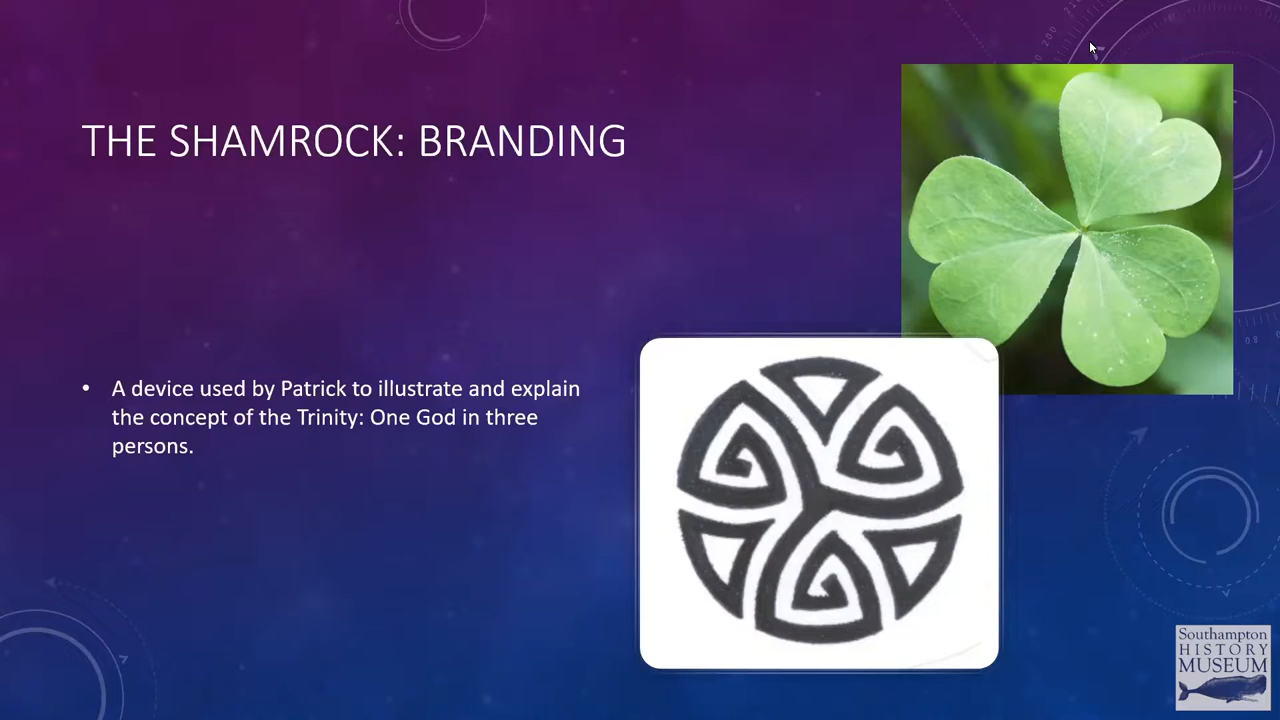 THE SHAMROCK: BRANDING
• A device used by Patrick to illustrate and explain
the concept of the Trinity: One God in three
persons.
Southampton
HISTORY
MUSEUM